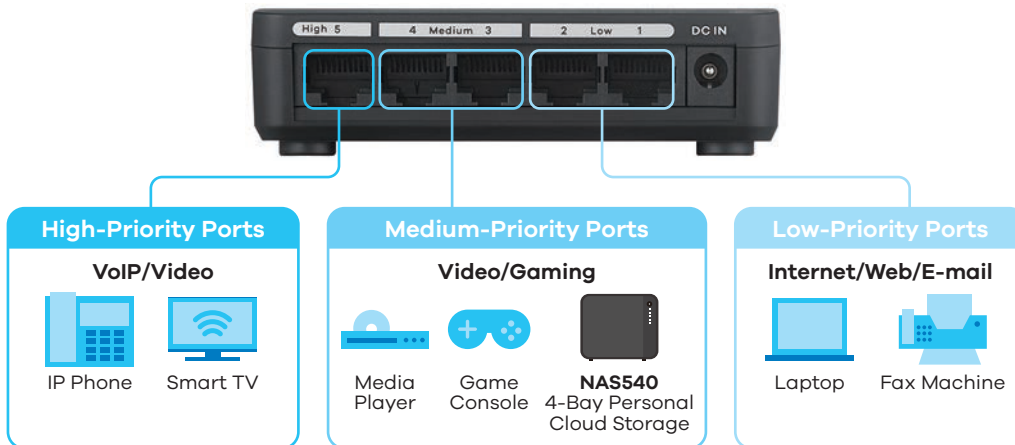 High 5 4 Medium 3 2 Low 1 DC IN
High-Priority Ports
VoIP/Video
IP Phone
Smart TV
Medium-Priority Ports
Video/Gaming
Media
Player
Game
Console
NAS540
4-Bay Personal
Cloud Storage
Low-Priority Ports
Internet/Web/E-mail
Laptop
Fax Machine